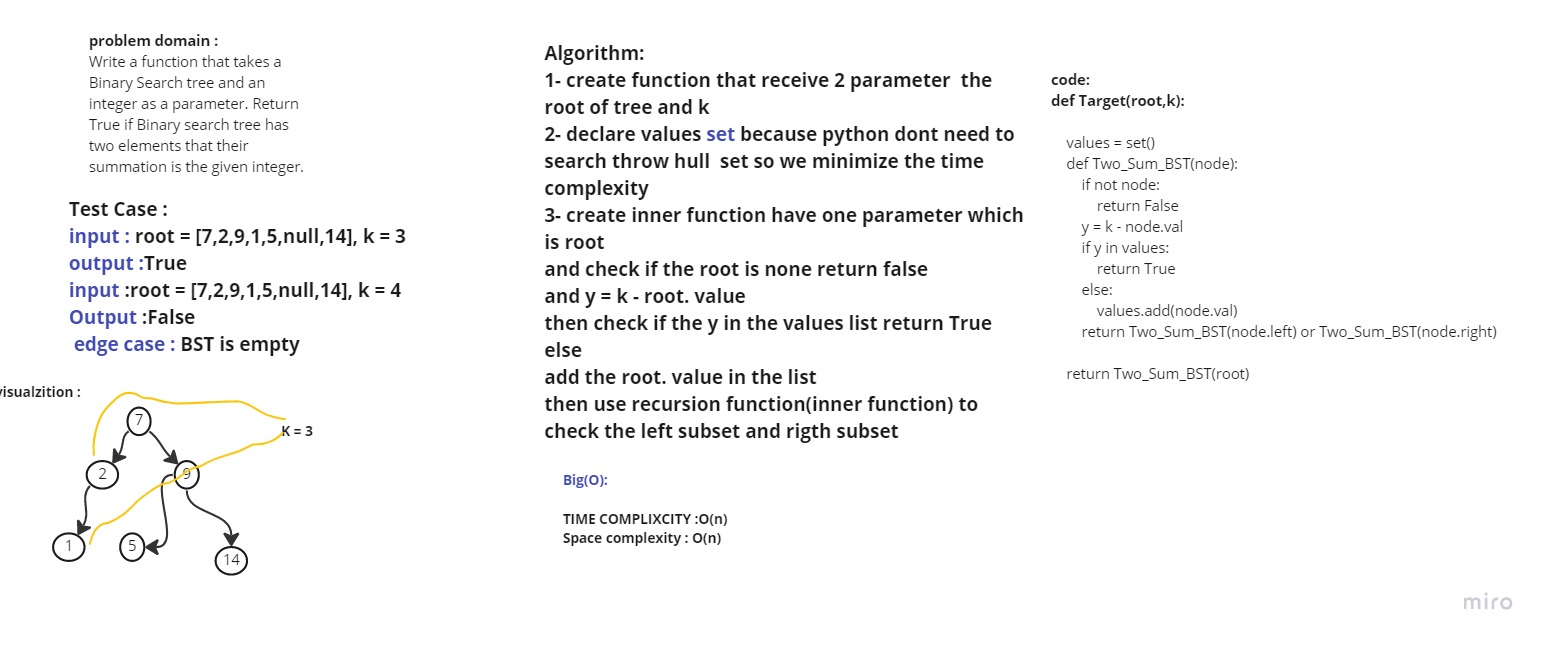 problem domain :
Write a function that takes a
Binary Search tree and an
integer as a parameter. Return
True if Binary search tree has
two elements that their
summation is the given integer.
Test Case :
input : root = [7,2,9,1,5,null,14], k = 3
output :True
input :root = [7,2,9,1,5,null,14], k = 4
Output :False
edge case : BST is empty
visualzition :
7
K = 3
2
9
1
5
14
Algorithm:
1- create function that receive 2 parameter the
root of tree and k
2- declare values set because python dont need to
search throw hull set so we minimize the time
complexity
3- create inner function have one parameter which
is root
and check if the root is none return false
and y = k - root. value
then check if the y in the values list return True
else
add the root. value in the list
then use recursion function(inner function) to
check the left subset and rigth subset
Big(O):
TIME COMPLIXCITY :O(n)
Space complexity : O(n)
code:
def Target(root,k):
values = set()
def Two_Sum_BST(node):
if not node:
return False
y = k - node.val
if y in values:
return True
else:
values.add(node.val)
return Two_Sum_BST(node.left) or Two_Sum_BST(node.right)
return Two_Sum_BST(root)
miro